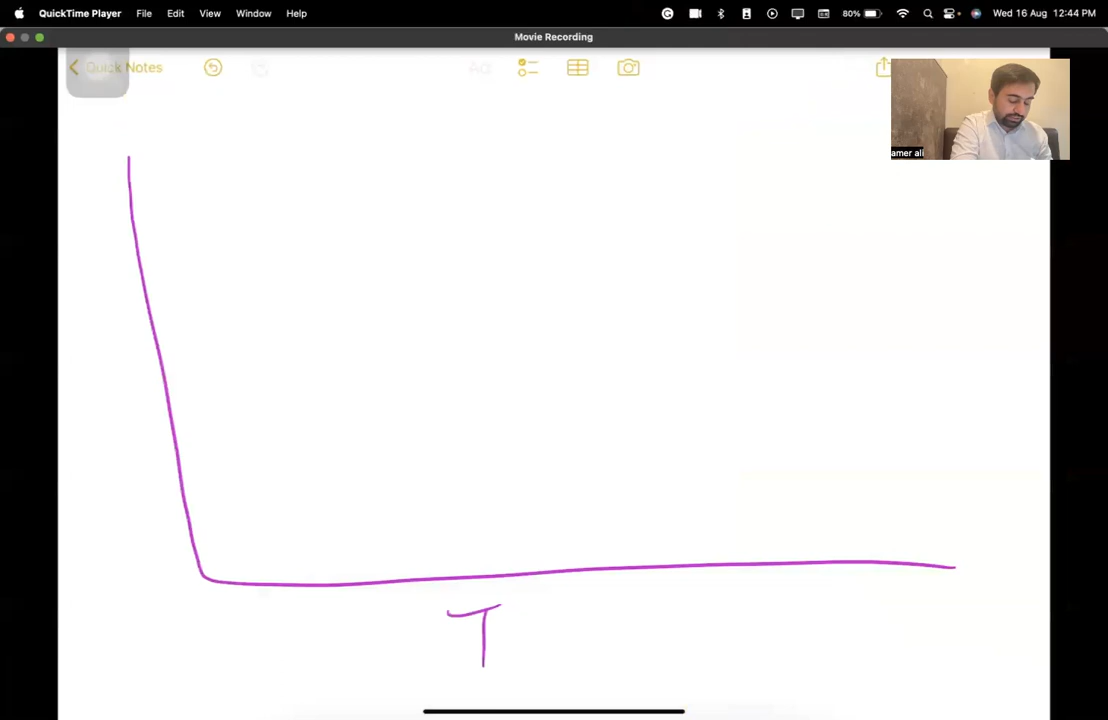 QuickTime Player File Edit View Window Help 80% Wed 16 Aug 12:44 PM
Movie Recording
Quick Notes Aa
amer ali
T